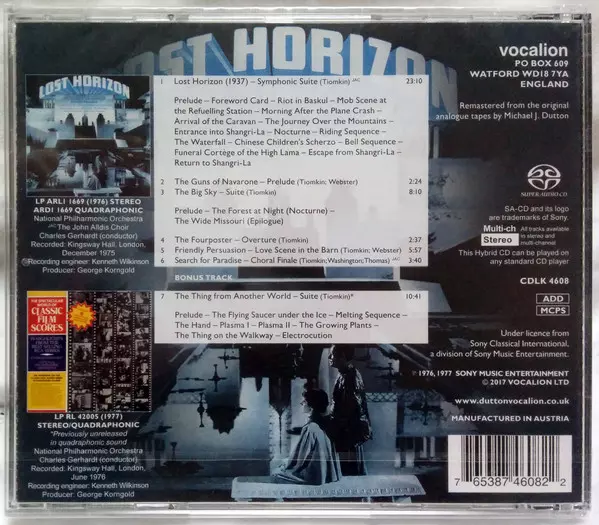 LOST HORIZON
vocalion
PO BOX 609
WATFORD WD18 7YA
ENGLAND
Remastered from the original
analogue tapes by Michael J. Dutton
SUPER AUDIO CD
SA-CD and its logo
are trademarks of Sony.
Multi-ch
Stereo
All tracks available
in stereo and
multi-channel
This Hybrid CD can be played on
any standard CD player
CDLK 4608
ADD
MCPS
Under licence from
Sony Classical International,
a division of Sony Music Entertainment.
℗ 1976, 1977 SONY MUSIC ENTERTAINMENT
© 2017 VOCALION LTD
www.duttonvocalion.co.uk
MANUFACTURED IN AUSTRIA
7 65387 46082 2
1 Lost Horizon (1937) – Symphonic Suite (Tiomkin) JAC 23:10
Prelude – Foreword Card – Riot in Baskul – Mob Scene at
the Refuelling Station – Morning After the Plane Crash –
Arrival of the Caravan – The Journey Over the Mountains –
Entrance into Shangri-La – Nocturne – Riding Sequence –
The Waterfall – Chinese Children's Scherzo – Bell Sequence –
Funeral Cortège of the High Lama – Escape from Shangri-La –
Return to Shangri-La
2 The Guns of Navarone – Prelude (Tiomkin; Webster) 2:24
3 The Big Sky – Suite (Tiomkin) 8:10
Prelude – The Forest at Night (Nocturne) –
The Wide Missouri (Epilogue)
4 The Fourposter – Overture (Tiomkin) 2:37
5 Friendly Persuasion – Love Scene in the Barn (Tiomkin; Webster) 5:57
6 Search for Paradise – Choral Finale (Tiomkin; Washington; Thomas) JAC 3:40
BONUS TRACK
7 The Thing from Another World – Suite (Tiomkin)* 10:41
Prelude – The Flying Saucer under the Ice – Melting Sequence –
The Hand – Plasma I – Plasma II – The Growing Plants –
The Thing on the Walkway – Electrocution
LOST HORIZON
LP ARL1 1669 (1976) STEREO
ARD1 1669 QUADRAPHONIC
National Philharmonic Orchestra
JAC The John Alldis Choir
Charles Gerhardt (conductor)
Recorded: Kingsway Hall, London,
December 1975
Recording engineer: Kenneth Wilkinson
Producer: George Korngold
THE SPECTACULAR
WORLD OF
CLASSIC
FILM
SCORES
LP RL 42005 (1977)
STEREO/QUADRAPHONIC
*Previously unreleased
in quadraphonic sound
National Philharmonic Orchestra
Charles Gerhardt (conductor)
Recorded: Kingsway Hall, London,
June 1976
Recording engineer: Kenneth Wilkinson
Producer: George Korngold